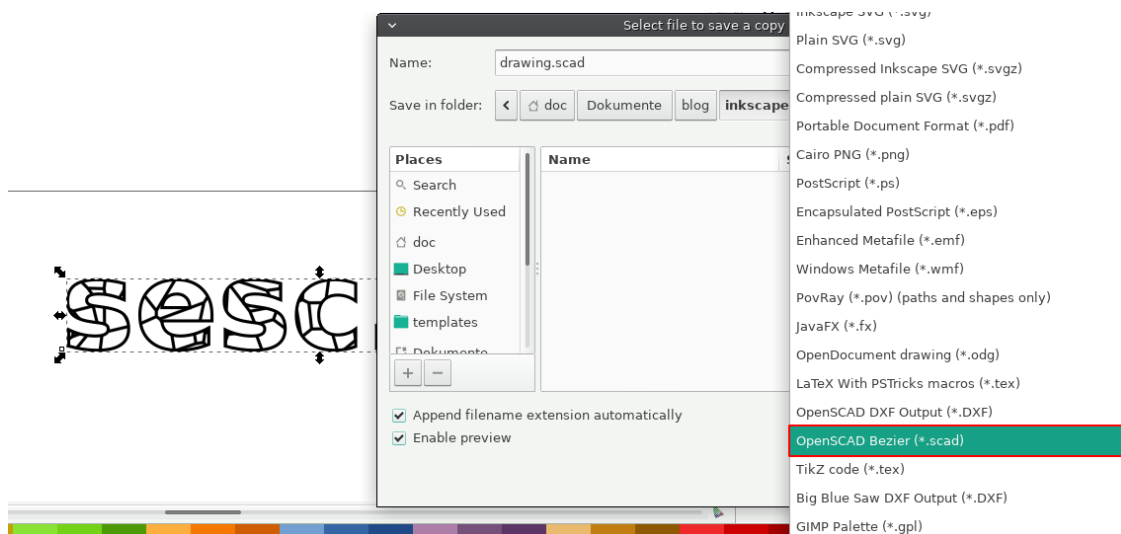 Select file to save a copy
Name:
drawing.scad
Save in folder:
doc
Dokumente
blog
inkscape
Places
Search
Recently Used
doc
Desktop
File System
templates
Dokumente
Name
Append filename extension automatically
Enable preview
sesc
Inkscape SVG (*.svg)
Plain SVG (*.svg)
Compressed Inkscape SVG (*.svgz)
Compressed plain SVG (*.svgz)
Portable Document Format (*.pdf)
Cairo PNG (*.png)
PostScript (*.ps)
Encapsulated PostScript (*.eps)
Enhanced Metafile (*.emf)
Windows Metafile (*.wmf)
PovRay (*.pov) (paths and shapes only)
JavaFX (*.fx)
OpenDocument drawing (*.odg)
LaTeX With PSTricks macros (*.tex)
OpenSCAD DXF Output (*.DXF)
OpenSCAD Bezier (*.scad)
TikZ code (*.tex)
Big Blue Saw DXF Output (*.DXF)
GIMP Palette (*.gpl)